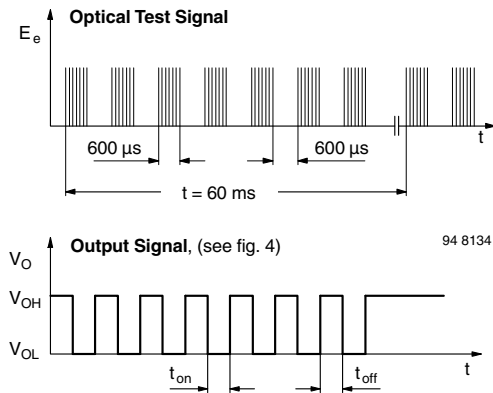 Optical Test Signal
E e
t
600 µs
600 µs
t = 60 ms
Output Signal, (see fig. 4)
94 8134
V O
V OH
V OL
t on
t off
t